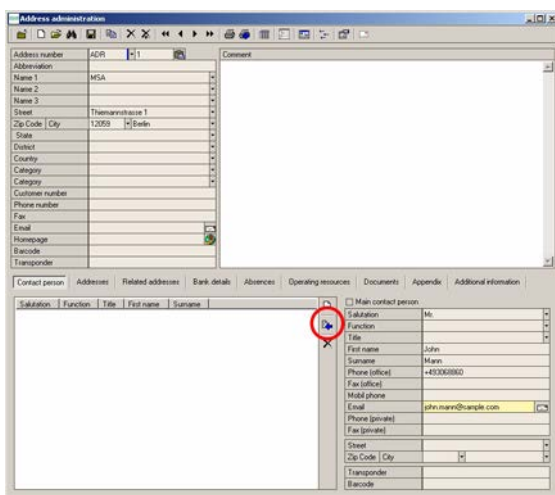 Address administration
Address number ADR 1 Comment
Abbreviation
Name 1 MSA
Name 2
Name 3
Street Thiemannstrasse 1
Zip Code City 12059 Berlin
State
District
Country
Category
Category
Customer number
Phone number
Fax
Email
Homepage
Barcode
Transponder
Contact person Addresses Related addresses Bank details Absences Operating resources Documents Appendix Additional information
Salutation Function Title First name Surname
Main contact person
Salutation Mr.
Function
Title
First name John
Surname Mann
Phone (office) +493068860
Fax (office)
Mobil phone
Email john.mann@sample.com
Phone (private)
Fax (private)
Street
Zip Code City
Transponder
Barcode